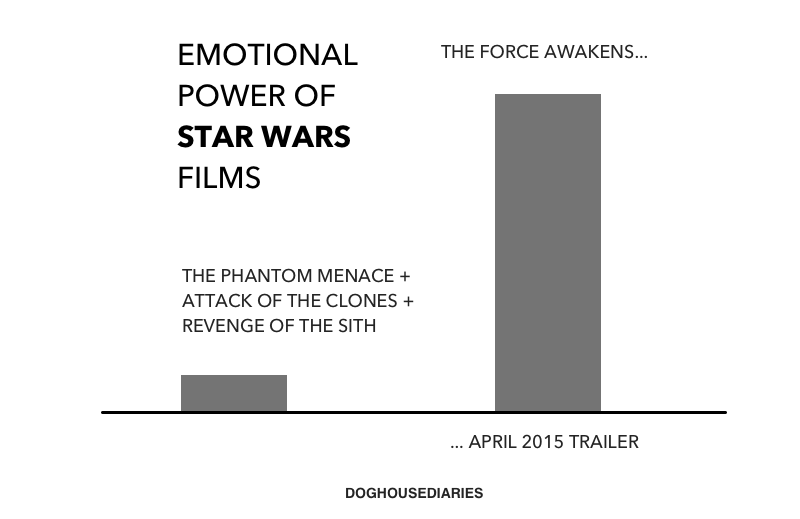 EMOTIONAL
POWER OF
STAR WARS
FILMS
THE FORCE AWAKENS...
THE PHANTOM MENACE +
ATTACK OF THE CLONES +
REVENGE OF THE SITH
... APRIL 2015 TRAILER
DOGHOUSEDIARIES